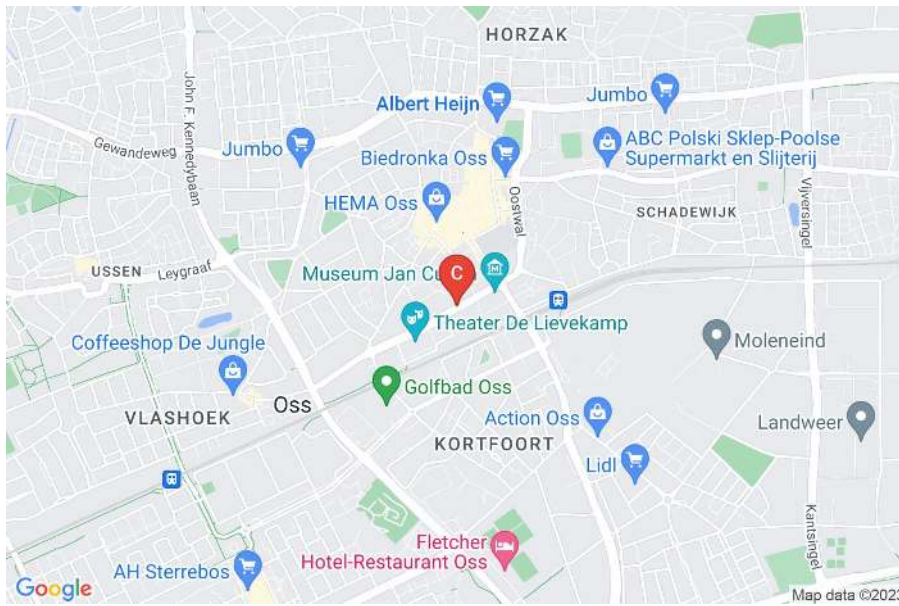 HORZAK
John F. Kennedybaan
Albert Heijn
Jumbo
Gewandeweg
Jumbo
Biedronka Oss
ABC Polski Sklep-Poolse
Supermarkt en Slijterij
HEMA Oss
Oostwal
Vijversingel
SCHADEWIJK
USSEN
Leygraaf
Museum Jan Cu
C
M
Theater De Lievekamp
Moleneind
Coffeeshop De Jungle
Golfbad Oss
Oss
VLASHOEK
Action Oss
KORTFOORT
Landweer
Lidl
Kantsingel
Fletcher
Hotel-Restaurant Oss
AH Sterrebos
Google
Map data ©2023